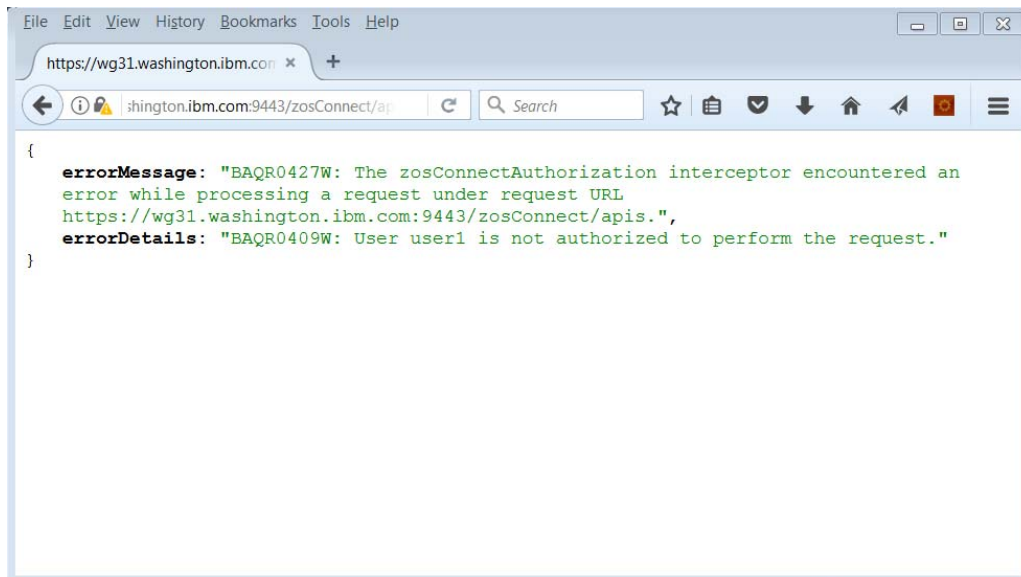 File Edit View History Bookmarks Tools Help
https://wg31.washington.ibm.con
shington.ibm.com:9443/zosConnect/ap
Search
{
errorMessage: "BAQR0427W: The zosConnectAuthorization interceptor encountered an
error while processing a request under request URL
https://wg31.washington.ibm.com:9443/zosConnect/apis.",
errorDetails: "BAQR0409W: User user1 is not authorized to perform the request."
}